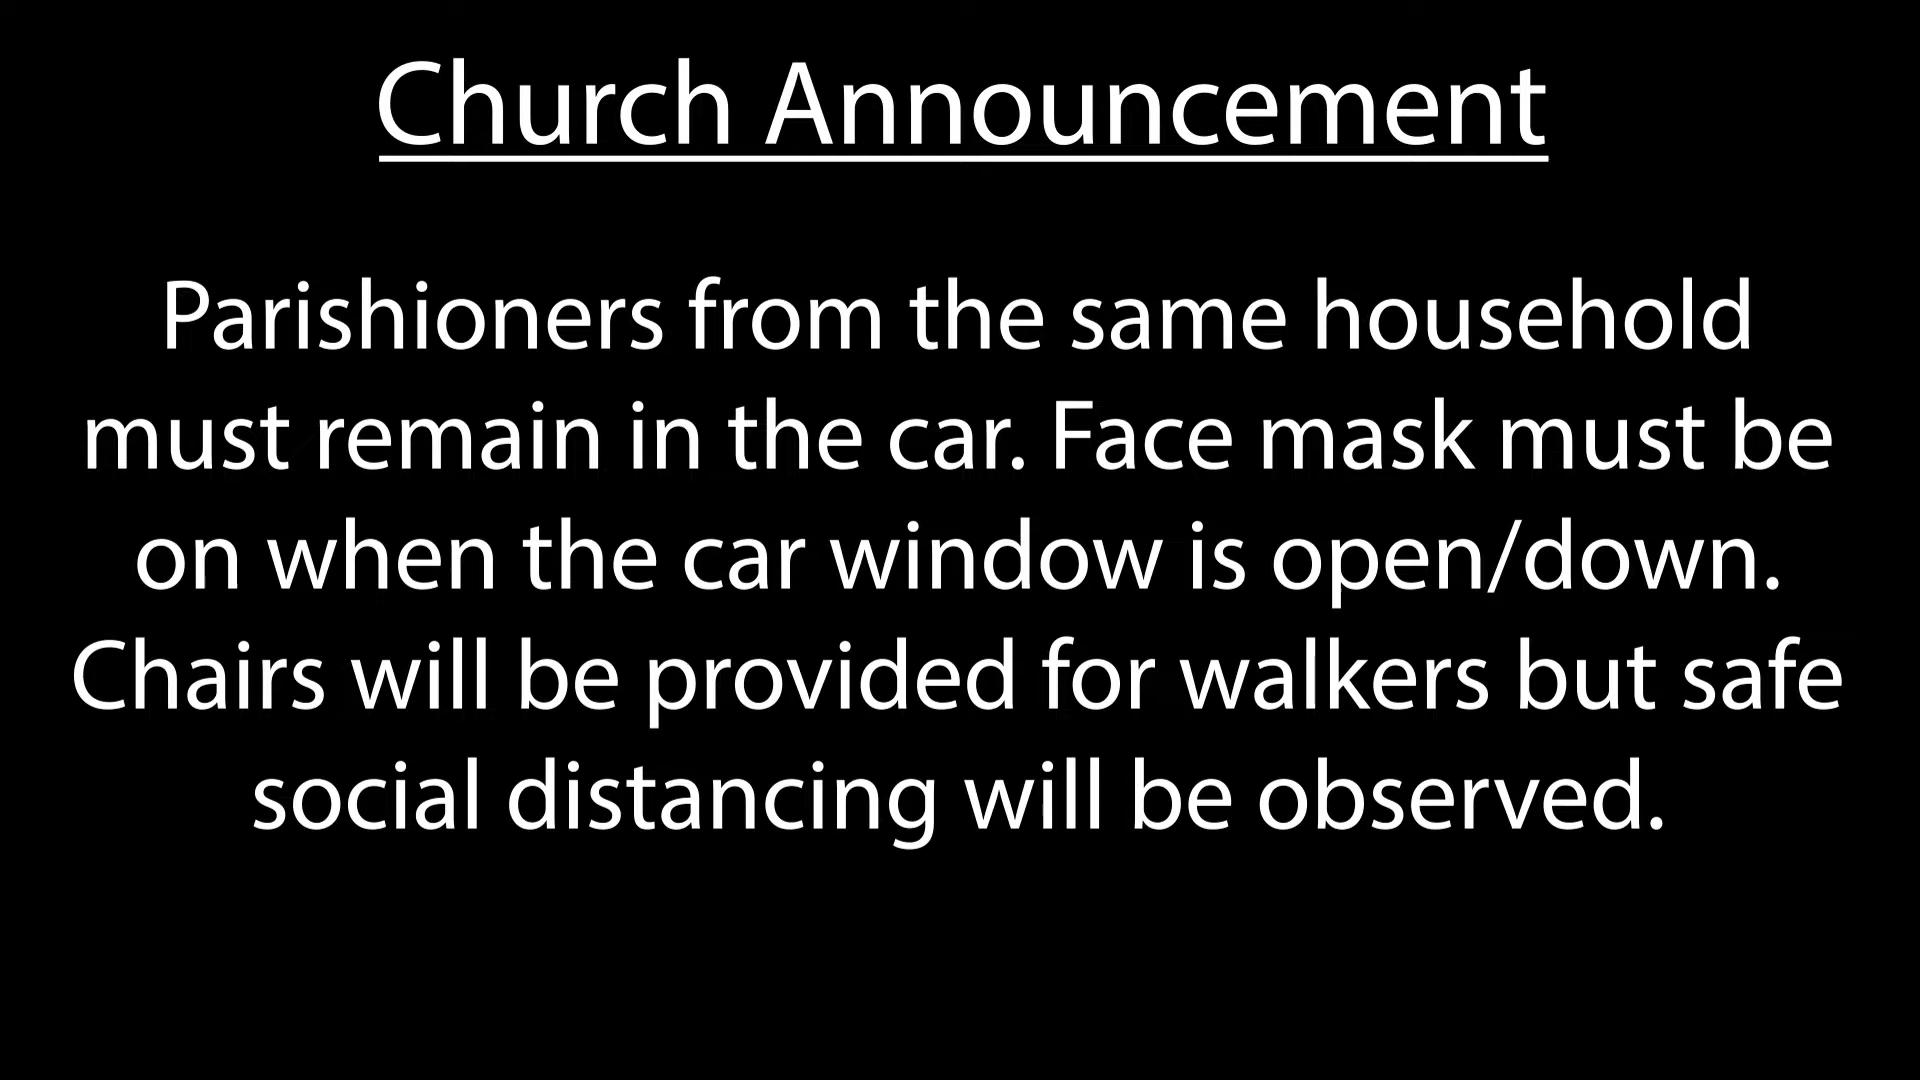 Church Announcement
Parishioners from the same household
must remain in the car. Face mask must be
on when the car window is open/down.
Chairs will be provided for walkers but safe
social distancing will be observed.